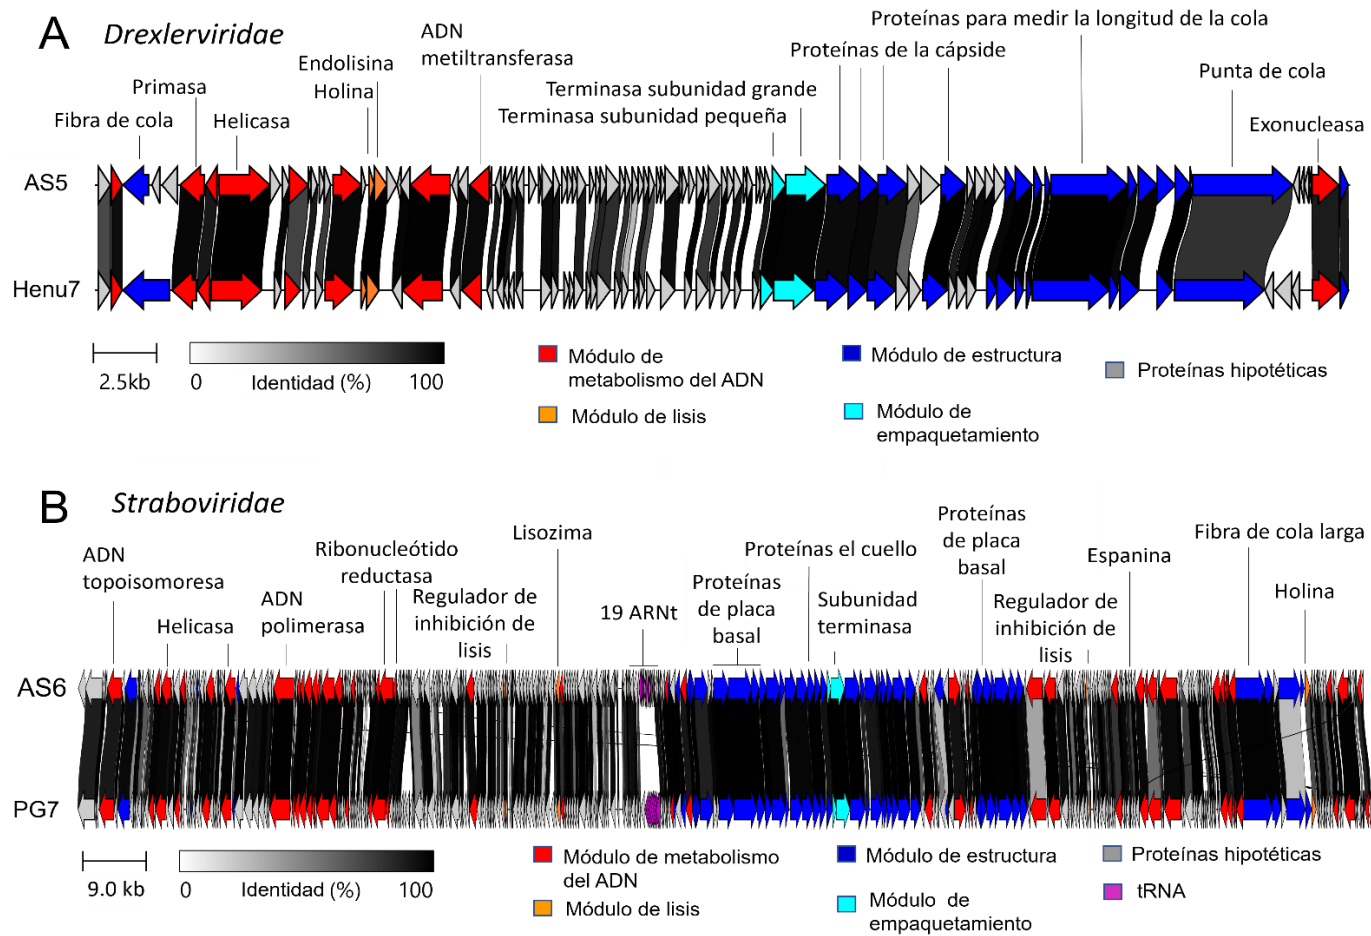 A
Drexlerviridae
Fibra de cola
Primasa
Helicasa
Endolisina
Holina
ADN
metiltransferasa
Terminasa subunidad grande
Terminasa subunidad pequeña
Proteínas de la cápside
Proteínas para medir la longitud de la cola
Punta de cola
Exonucleasa
AS5
Henu7
2.5kb
0 Identidad (%) 100
Módulo de
metabolismo del ADN
Módulo de lisis
Módulo de estructura
Módulo de
empaquetamiento
Proteínas hipotéticas
B
Straboviridae
ADN
topoisomoresa
Helicasa
ADN
polimerasa
Ribonucleótido
reductasa
Regulador de
inhibición de
lisis
Lisozima
19 ARNt
Proteínas
de placa
basal
Proteínas el cuello
Subunidad
terminasa
Proteínas
de placa
basal
Regulador de
inhibición de
lisis
Espanina
Fibra de cola larga
Holina
AS6
PG7
9.0 kb
0 Identidad (%) 100
Módulo de metabolismo
del ADN
Módulo de lisis
Módulo de estructura
Módulo de
empaquetamiento
Proteínas hipotéticas
tRNA